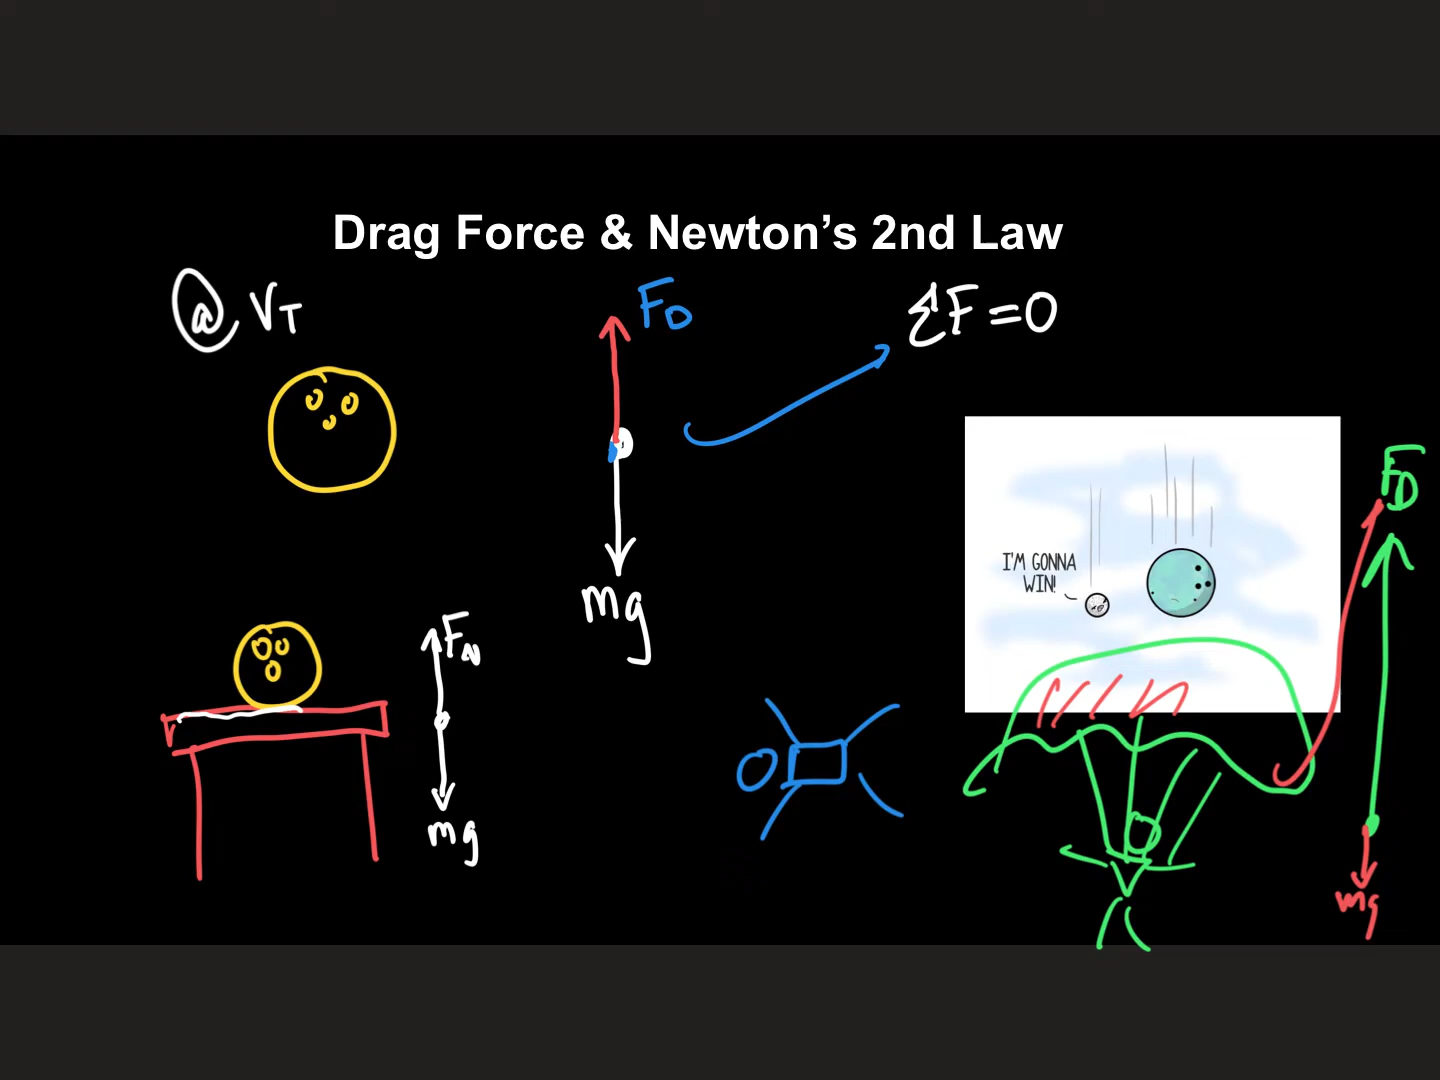 Drag Force & Newton’s 2nd Law
@ VT
FD
ΣF = 0
mg
I'M GONNA
WIN!
FD
FN
mg
mg